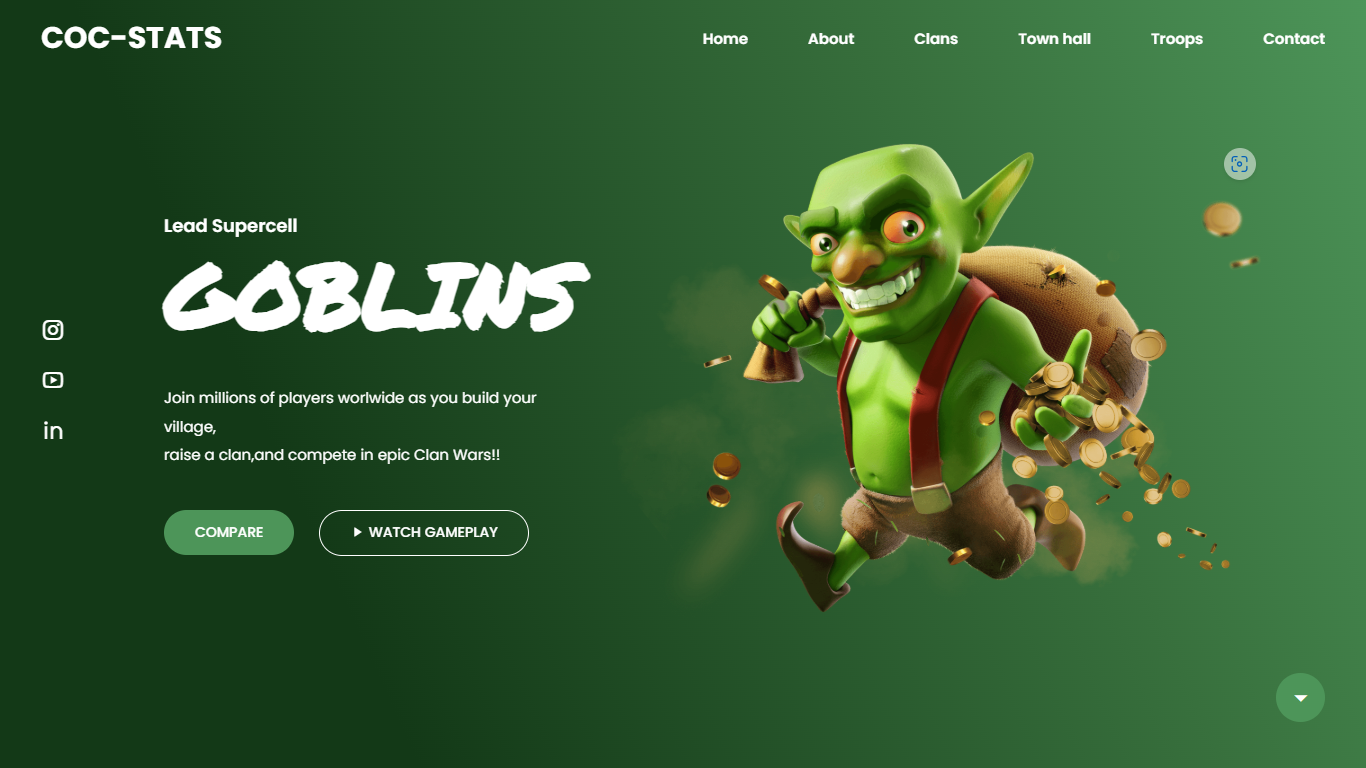 COC-STATS
Home
About
Clans
Town hall
Troops
Contact
Lead Supercell
GOBLINS
Join millions of players worlwide as you build your
village,
raise a clan,and compete in epic Clan Wars!!
COMPARE
WATCH GAMEPLAY
in